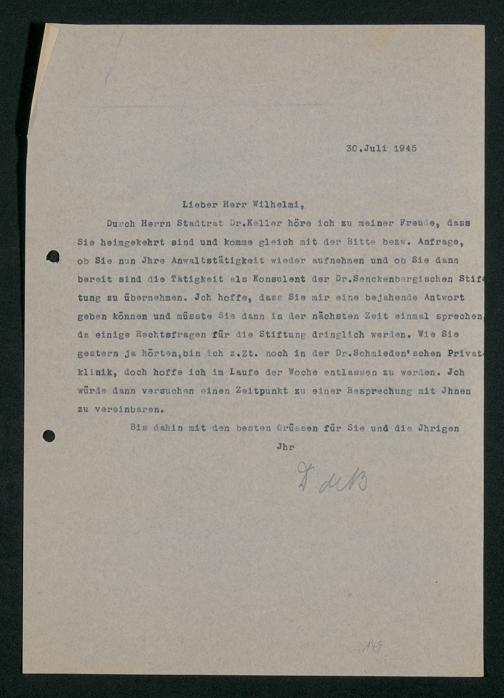 30.Juli 1945
Lieber Herr Wilhelmi,
Durch Herrn Stadtrat Dr.Keller höre ich zu meiner Freude, dass
Sie heimgekehrt sind und komme gleich mit der Bitte bezw. Anfrage,
ob Sie nun Jhre Anwaltstätigkeit wieder aufnehmen und ob Sie dann
bereit sind die Tätigkeit als Konsulent der Dr.Senckenbergischen Stif-
tung zu übernehmen. Jch hoffe, dass Sie mir eine bejahende Antwort
geben können und müsste Sie dann in der nächsten Zeit einmal sprechen,
da einige Rechtsfragen für die Stiftung dringlich werden. Wie Sie
gestern ja hörten,bin ich z.Zt. noch in der Dr.Schmieden'schen Privat-
klinik, doch hoffe ich im Laufe der Woche entlassen zu werden. Jch
würde dann versuchen einen Zeitpunkt zu einer Besprechung mit Jhnen
zu vereinbaren.
Bis dahin mit den besten Grüssen für Sie und die Jhrigen
Jhr
D de B
149